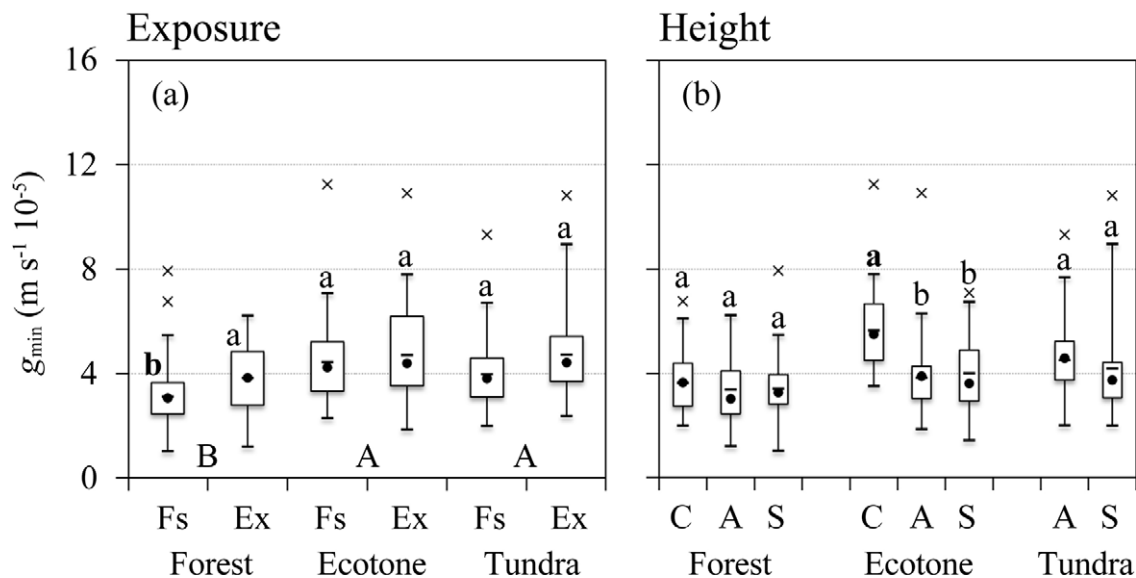 Exposure
Height
16
12
8
4
0
g_min (m s⁻¹ 10⁻⁵)
(a)
b
a
a
a
a
a
B
A
A
Fs Ex Fs Ex Fs Ex
Forest Ecotone Tundra
(b)
a
a
a
a
b
b
a
a
C A S C A S A S
Forest Ecotone Tundra